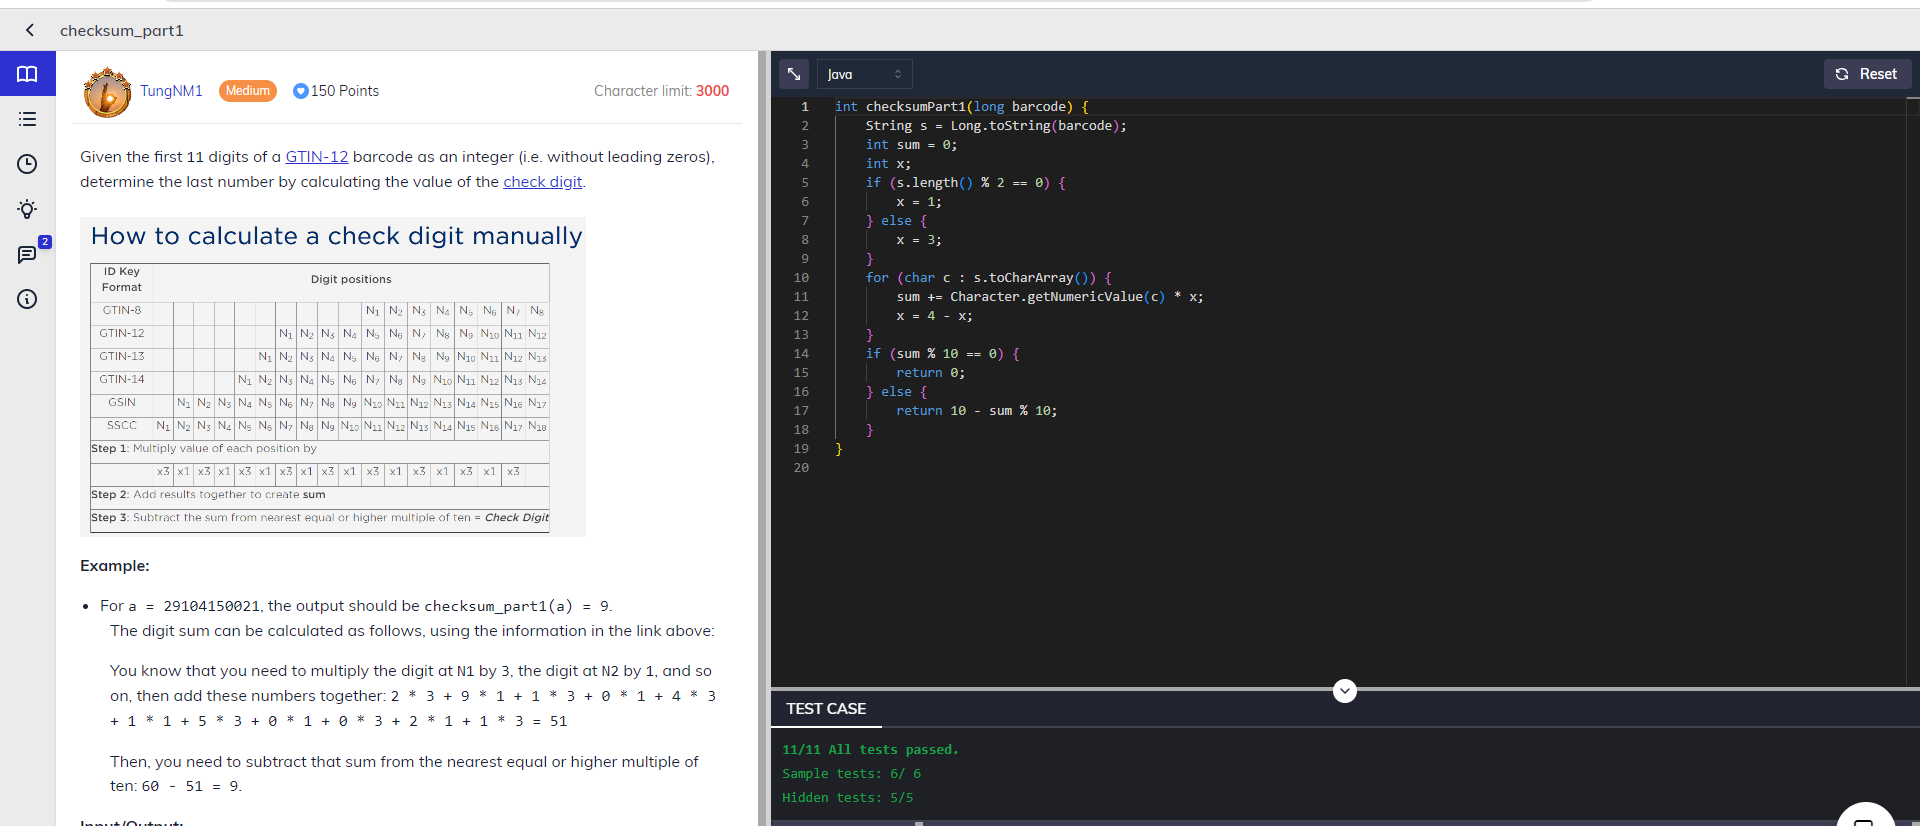 checksum_part1
TungNM1 Medium 150 Points Character limit: 3000
Given the first 11 digits of a GTIN-12 barcode as an integer (i.e. without leading zeros),
determine the last number by calculating the value of the check digit.
How to calculate a check digit manually
ID Key Format Digit positions
GTIN-8 N1 N2 N3 N4 N5 N6 N7 N8
GTIN-12 N1 N2 N3 N4 N5 N6 N7 N8 N9 N10 N11 N12
GTIN-13 N1 N2 N3 N4 N5 N6 N7 N8 N9 N10 N11 N12 N13
GTIN-14 N1 N2 N3 N4 N5 N6 N7 N8 N9 N10 N11 N12 N13 N14
GSIN N1 N2 N3 N4 N5 N6 N7 N8 N9 N10 N11 N12 N13 N14 N15 N16 N17
SSCC N1 N2 N3 N4 N5 N6 N7 N8 N9 N10 N11 N12 N13 N14 N15 N16 N17 N18
Step 1: Multiply value of each position by
x3 x1 x3 x1 x3 x1 x3 x1 x3 x1 x3 x1 x3 x1 x3 x1 x3
Step 2: Add results together to create sum
Step 3: Subtract the sum from nearest equal or higher multiple of ten = Check Digit
Example:
• For a = 29104150021, the output should be checksum_part1(a) = 9.
The digit sum can be calculated as follows, using the information in the link above:
You know that you need to multiply the digit at N1 by 3, the digit at N2 by 1, and so
on, then add these numbers together: 2 * 3 + 9 * 1 + 1 * 3 + 0 * 1 + 4 * 3
+ 1 * 1 + 5 * 3 + 0 * 1 + 0 * 3 + 2 * 1 + 1 * 3 = 51
Then, you need to subtract that sum from the nearest equal or higher multiple of
ten: 60 - 51 = 9.
Input/Output:
2
Java
Reset
1 int checksumPart1(long barcode) {
2 String s = Long.toString(barcode);
3 int sum = 0;
4 int x;
5 if (s.length() % 2 == 0) {
6 x = 1;
7 } else {
8 x = 3;
9 }
10 for (char c : s.toCharArray()) {
11 sum += Character.getNumericValue(c) * x;
12 x = 4 - x;
13 }
14 if (sum % 10 == 0) {
15 return 0;
16 } else {
17 return 10 - sum % 10;
18 }
19 }
20
TEST CASE
11/11 All tests passed.
Sample tests: 6/ 6
Hidden tests: 5/5